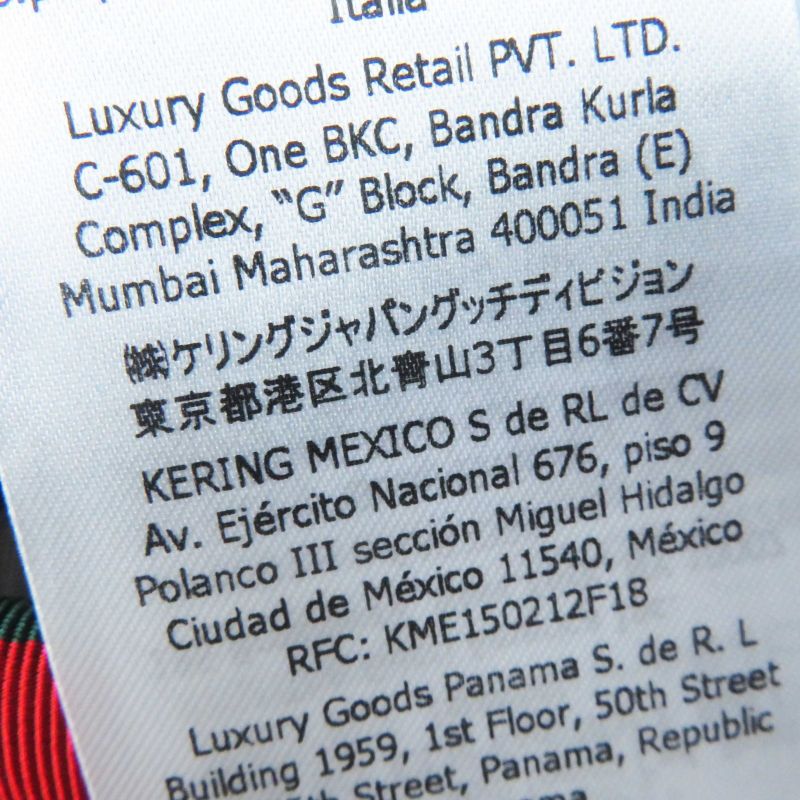 Italia
Luxury Goods Retail PVT. LTD.
C-601, One BKC, Bandra Kurla
Complex, “G” Block, Bandra (E)
Mumbai Maharashtra 400051 India
㈱ケリングジャパングッチディビジョン
東京都港区北青山3丁目6番7号
KERING MEXICO S de RL de CV
Av. Ejército Nacional 676, piso 9
Polanco III sección Miguel Hidalgo
Ciudad de México 11540, México
RFC: KME150212F18
Luxury Goods Panama S. de R. L
Building 1959, 1st Floor, 50th Street
Street, Panama, Republic